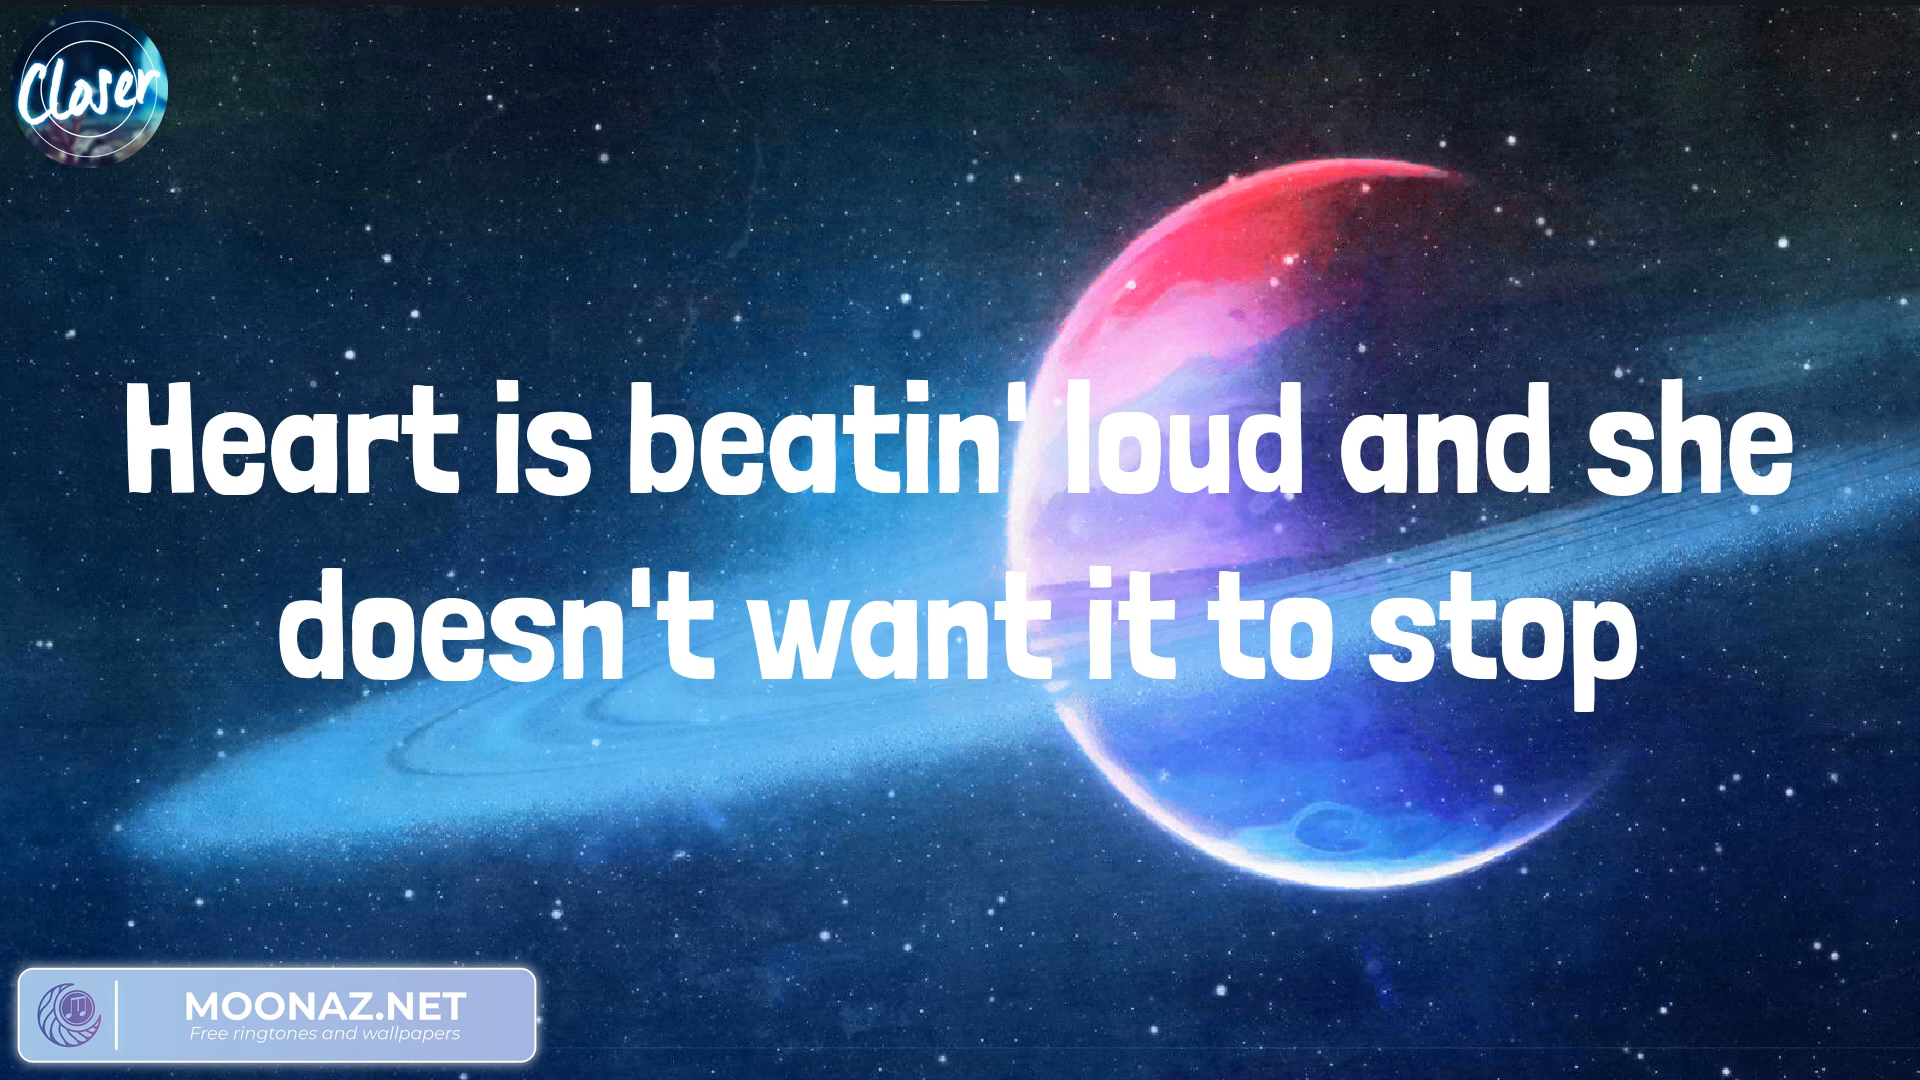 Closer
Heart is beatin' loud and she
doesn't want it to stop
MOONAZ.NET
Free ringtones and wallpapers